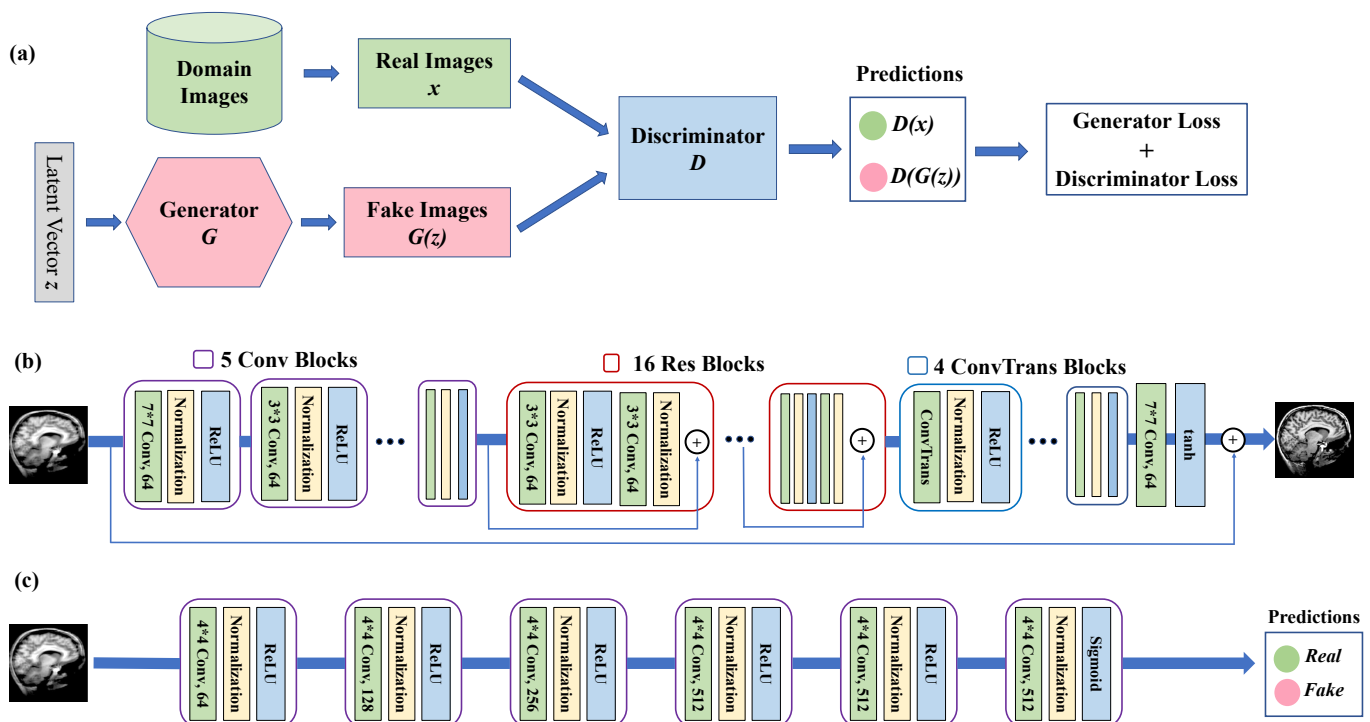 (a)
Domain
Images
Real Images
x
Latent Vector z
Generator
G
Fake Images
G(z)
Discriminator
D
Predictions
D(x)
D(G(z))
Generator Loss
+
Discriminator Loss
(b)
5 Conv Blocks
16 Res Blocks
4 ConvTrans Blocks
7*7 Conv, 64
Normalization
ReLU
3*3 Conv, 64
Normalization
ReLU
3*3 Conv, 64
Normalization
ReLU
3*3 Conv, 64
Normalization
+
+
ConvTrans
Normalization
ReLU
7*7 Conv, 64
tanh
+
(c)
4*4 Conv, 64
Normalization
ReLU
4*4 Conv, 128
Normalization
ReLU
4*4 Conv, 256
Normalization
ReLU
4*4 Conv, 512
Normalization
ReLU
4*4 Conv, 512
Normalization
ReLU
4*4 Conv, 512
Normalization
Sigmoid
Predictions
Real
Fake